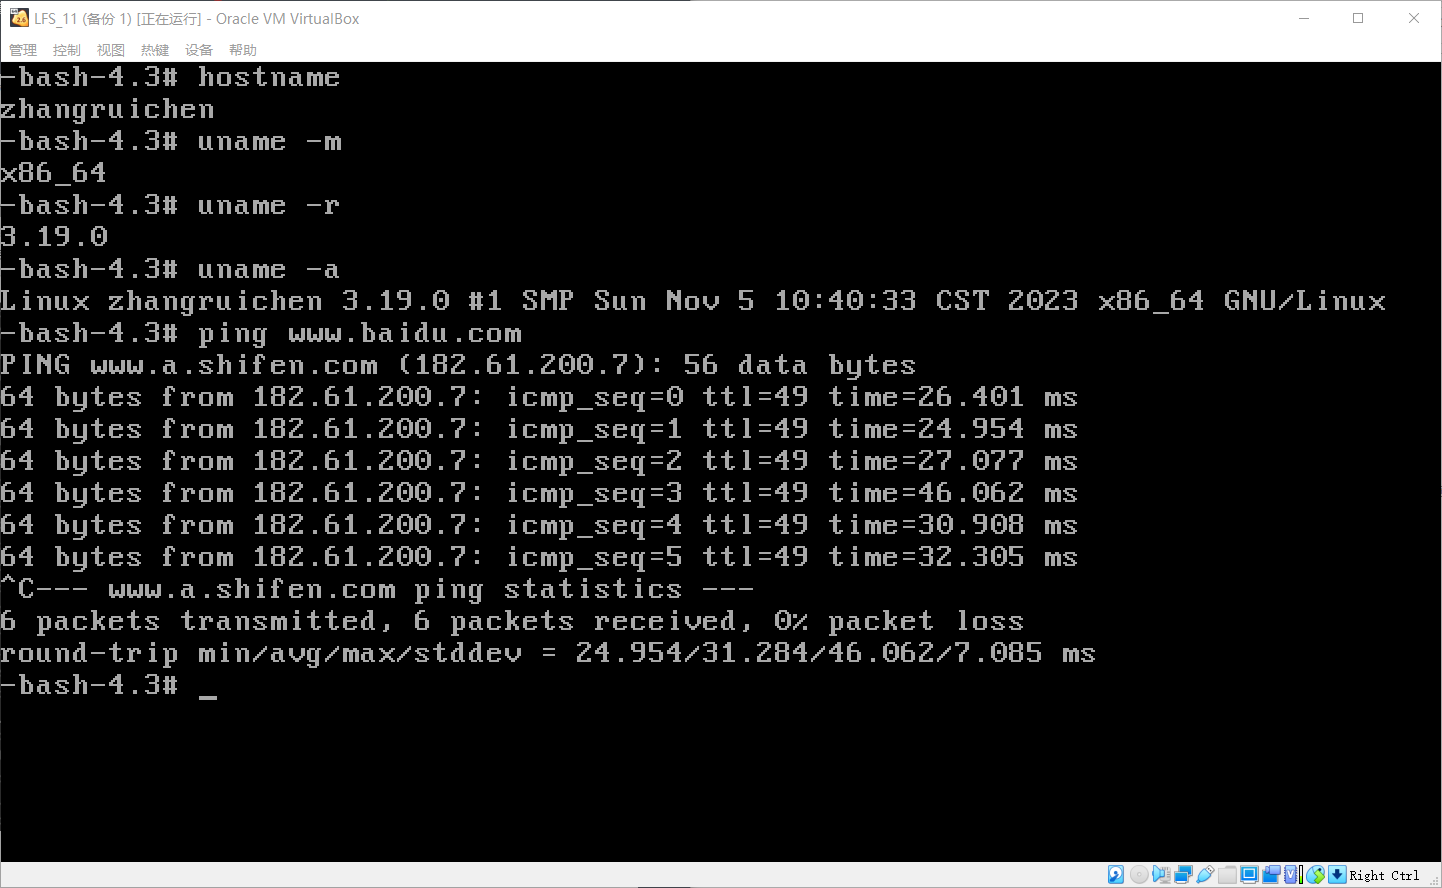 LFS_11 (备份 1) [正在运行] - Oracle VM VirtualBox
管理 控制 视图 热键 设备 帮助
-bash-4.3# hostname
zhangruichen
-bash-4.3# uname -m
x86_64
-bash-4.3# uname -r
3.19.0
-bash-4.3# uname -a
Linux zhangruichen 3.19.0 #1 SMP Sun Nov 5 10:40:33 CST 2023 x86_64 GNU/Linux
-bash-4.3# ping www.baidu.com
PING www.a.shifen.com (182.61.200.7): 56 data bytes
64 bytes from 182.61.200.7: icmp_seq=0 ttl=49 time=26.401 ms
64 bytes from 182.61.200.7: icmp_seq=1 ttl=49 time=24.954 ms
64 bytes from 182.61.200.7: icmp_seq=2 ttl=49 time=27.077 ms
64 bytes from 182.61.200.7: icmp_seq=3 ttl=49 time=46.062 ms
64 bytes from 182.61.200.7: icmp_seq=4 ttl=49 time=30.908 ms
64 bytes from 182.61.200.7: icmp_seq=5 ttl=49 time=32.305 ms
^C--- www.a.shifen.com ping statistics ---
6 packets transmitted, 6 packets received, 0% packet loss
round-trip min/avg/max/stddev = 24.954/31.284/46.062/7.085 ms
-bash-4.3# _
Right Ctrl